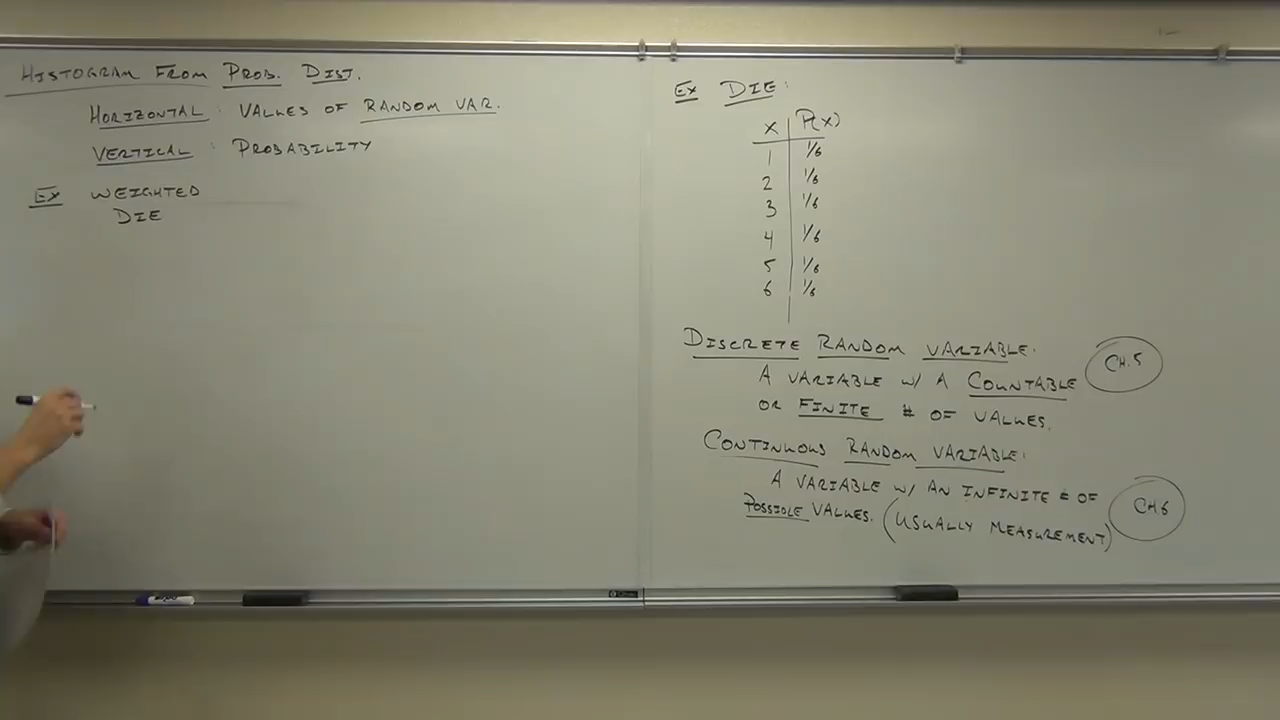 HISTOGRAM FROM PROB. DIST.
HORIZONTAL: VALUES OF RANDOM VAR.
VERTICAL: PROBABILITY
EX WEIGHTED
DIE
EX DIE:
X P(X)
1 1/6
2 1/6
3 1/6
4 1/6
5 1/6
6 1/6
DISCRETE RANDOM VARIABLE:
A VARIABLE W/ A COUNTABLE
OR FINITE # OF VALUES.
CH.5
CONTINUOUS RANDOM VARIABLE:
A VARIABLE W/ AN INFINITE # OF
POSSIBLE VALUES. (USUALLY MEASUREMENT)
CH.6